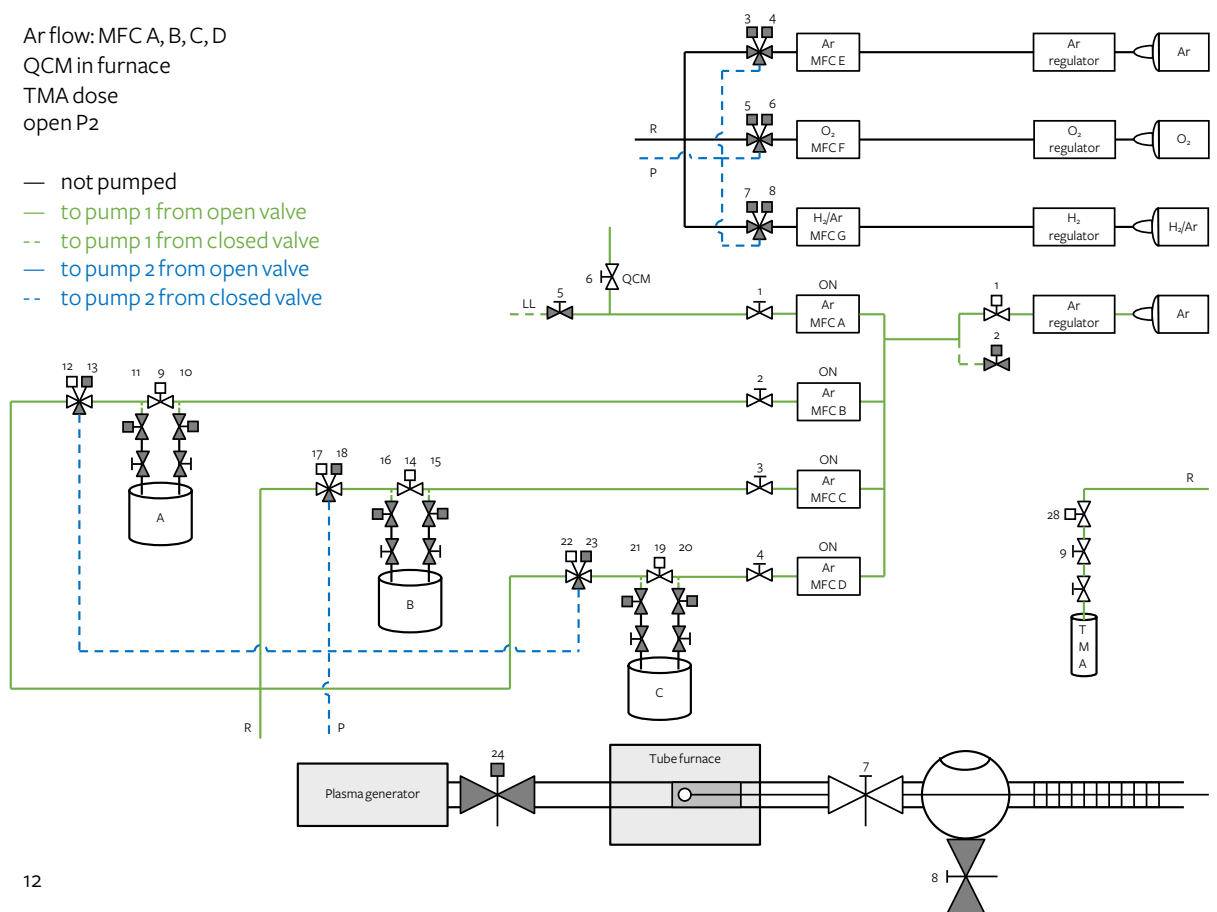 Ar flow: MFC A, B, C, D
QCM in furnace
TMA dose
open P2
— not pumped
— to pump 1 from open valve
-- to pump 1 from closed valve
— to pump 2 from open valve
-- to pump 2 from closed valve
3 4
Ar
MFC E
Ar
regulator
Ar
5 6
R
P
O₂
MFC F
O₂
regulator
O₂
7 8
H₂/Ar
MFC G
H₂
regulator
H₂/Ar
6 QCM
LL
5
1
ON
Ar
MFC A
1
Ar
regulator
Ar
2
12 13
11 9 10
A
2
ON
Ar
MFC B
17 18
16 14 15
B
3
ON
Ar
MFC C
22 23
21 19 20
C
4
ON
Ar
MFC D
R
28
9
T
M
A
R
P
Plasma generator
24
Tube furnace
7
8
12